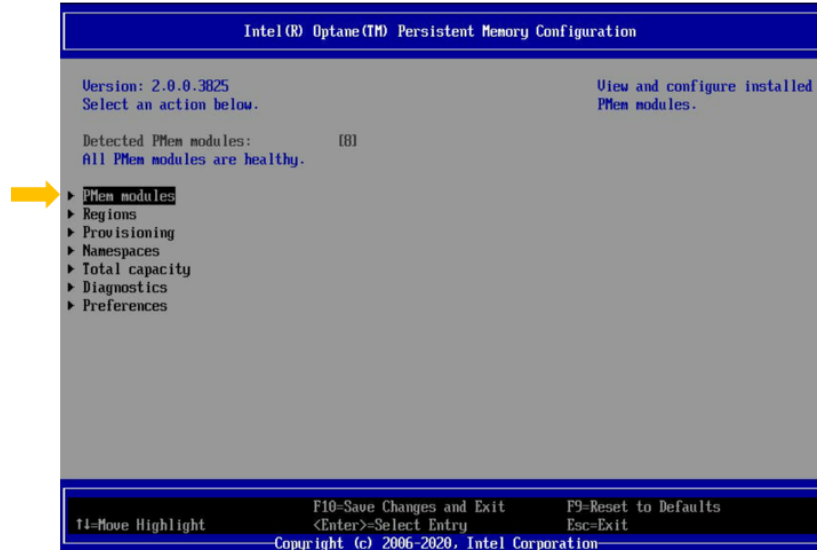 Intel(R) Optane(TM) Persistent Memory Configuration
Version: 2.0.0.3825
Select an action below.
View and configure installed
PMem modules.
Detected PMem modules: [8]
All PMem modules are healthy.
PMem modules
Regions
Provisioning
Namespaces
Total capacity
Diagnostics
Preferences
F10=Save Changes and Exit F9=Reset to Defaults
↑↓=Move Highlight <Enter>=Select Entry Esc=Exit
Copyright (c) 2006-2020, Intel Corporation